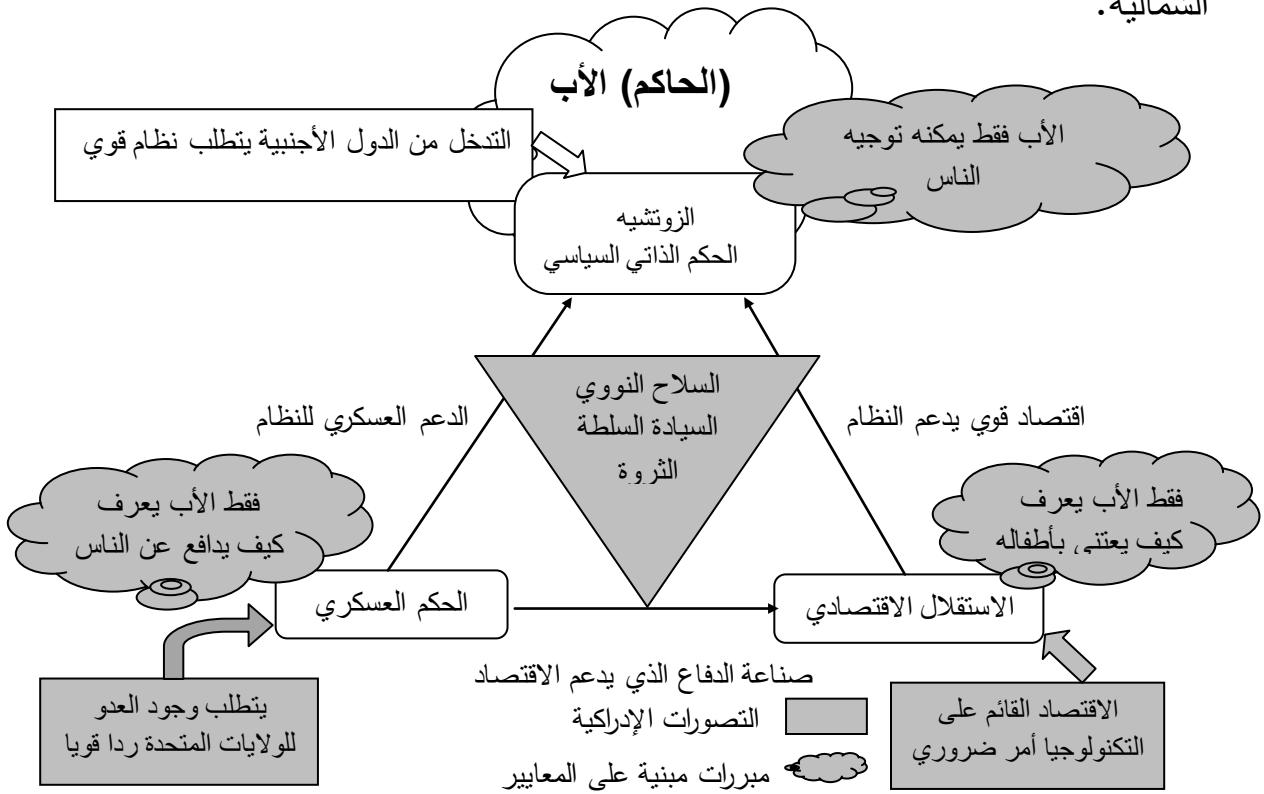 الشمالية.
(الحاكم) الأب
التدخل من الدول الأجنبية يتطلب نظام قوي
الأب فقط يمكنه توجيه
الناس
الزوتشيه
الحكم الذاتي السياسي
السلاح النووي
السيادة السلطة
الثروة
الدعم العسكري للنظام
اقتصاد قوي يدعم النظام
فقط الأب يعرف
كيف يدافع عن الناس
فقط الأب يعرف
كيف يعتني بأطفاله
الحكم العسكري
الاستقلال الاقتصادي
صناعة الدفاع الذي يدعم الاقتصاد
يتطلب وجود العدو
للولايات المتحدة ردا قويا
التصورات الإدراكية
مبررات مبنية على المعايير
الاقتصاد القائم على
التكنولوجيا أمر ضروري